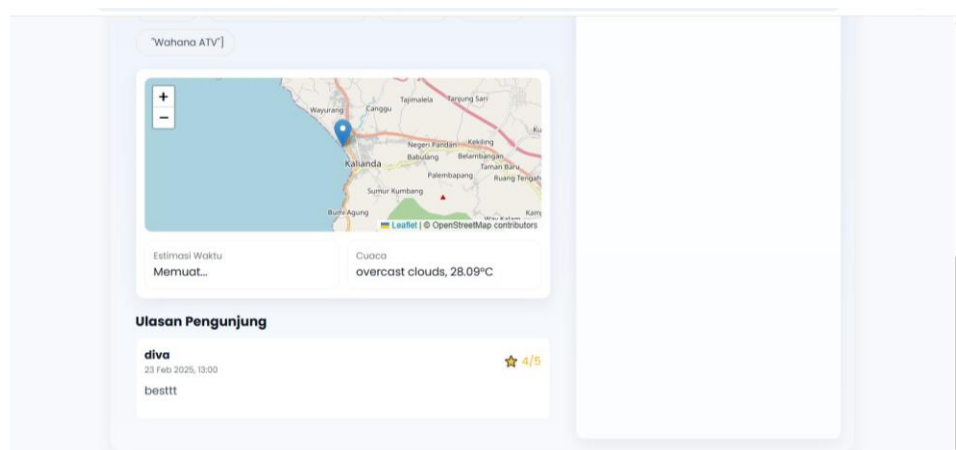 "Wahana ATV"]
+
−
Wayurang
Canggu
Tajimalela
Tanjung Sari
Negeri Pandan
Kekiling
Kalianda
Babulang
Belambangan
Taman Baru
Palembapang
Ruang Tengah
Sumur Kumbang
Bumi Agung
Way Kalam
Leaflet | © OpenStreetMap contributors
Estimasi Waktu
Memuat...
Cuaca
overcast clouds, 28.09°C
Ulasan Pengunjung
diva
4/5
23 Feb 2025, 13:00
besttt